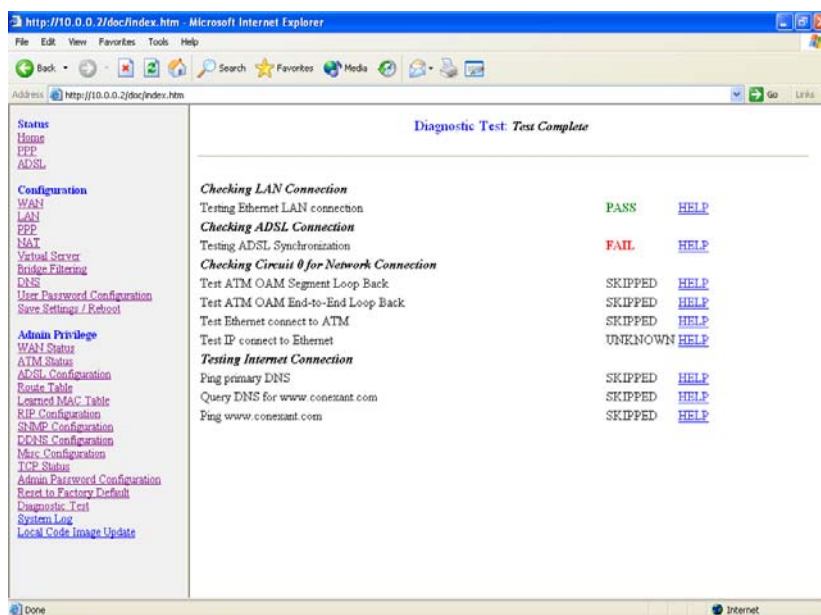 http://10.0.0.2/doc/index.htm - Microsoft Internet Explorer
File Edit View Favorites Tools Help
Back Search Favorites Media
Address http://10.0.0.2/doc/index.htm Go Links
Status
Home
PPP
ADSL
Configuration
WAN
LAN
PPP
NAT
Virtual Server
Bridge Filtering
DNS
User Password Configuration
Save Settings / Reboot
Admin Privilege
WAN Status
ATM Status
ADSL Configuration
Route Table
Learned MAC Table
RIP Configuration
SNMP Configuration
DDNS Configuration
Misc Configuration
TCP Status
Admin Password Configuration
Reset to Factory Default
Diagnostic Test
System Log
Local Code Image Update
Diagnostic Test: Test Complete
Checking LAN Connection
Testing Ethernet LAN connection PASS HELP
Checking ADSL Connection
Testing ADSL Synchronization FAIL HELP
Checking Circuit 0 for Network Connection
Test ATM OAM Segment Loop Back SKIPPED HELP
Test ATM OAM End-to-End Loop Back SKIPPED HELP
Test Ethernet connect to ATM SKIPPED HELP
Test IP connect to Ethernet UNKNOWN HELP
Testing Internet Connection
Ping primary DNS SKIPPED HELP
Query DNS for www.conexant.com SKIPPED HELP
Ping www.conexant.com SKIPPED HELP
Done Internet